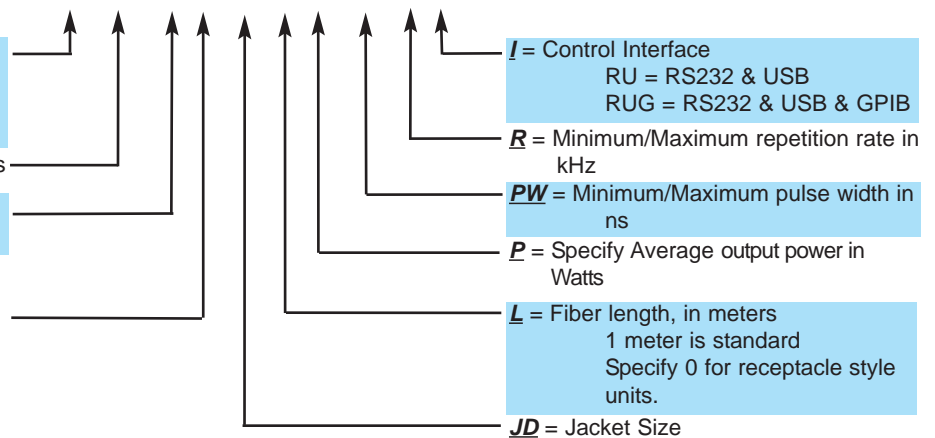 I = Control Interface
RU = RS232 & USB
RUG = RS232 & USB & GPIB
R = Minimum/Maximum repetition rate in
kHz
s
PW = Minimum/Maximum pulse width in
ns
P = Specify Average output power in
Watts
L = Fiber length, in meters
1 meter is standard
Specify 0 for receptacle style
units.
JD = Jacket Size